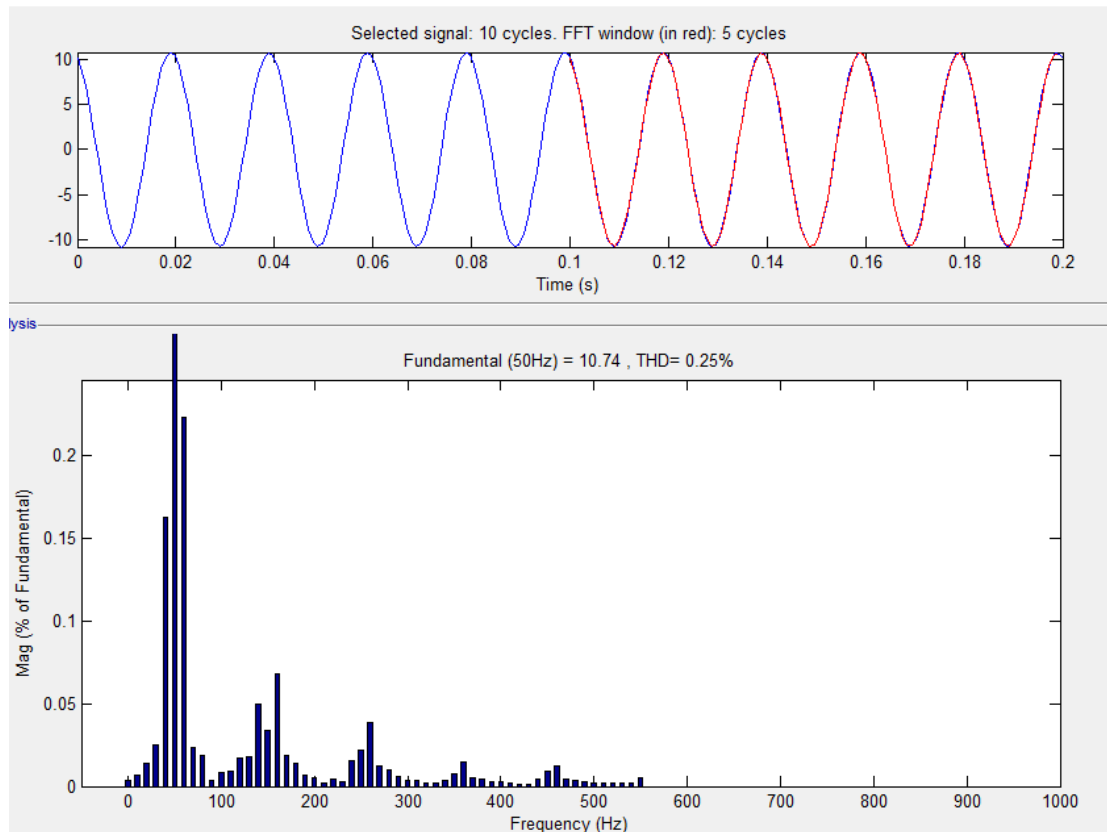 Selected signal: 10 cycles. FFT window (in red): 5 cycles
10
5
0
-5
-10
0 0.02 0.04 0.06 0.08 0.1 0.12 0.14 0.16 0.18 0.2
Time (s)
lysis
Fundamental (50Hz) = 10.74 , THD= 0.25%
0.2
0.15
0.1
0.05
0
Mag (% of Fundamental)
0 100 200 300 400 500 600 700 800 900 1000
Frequency (Hz)